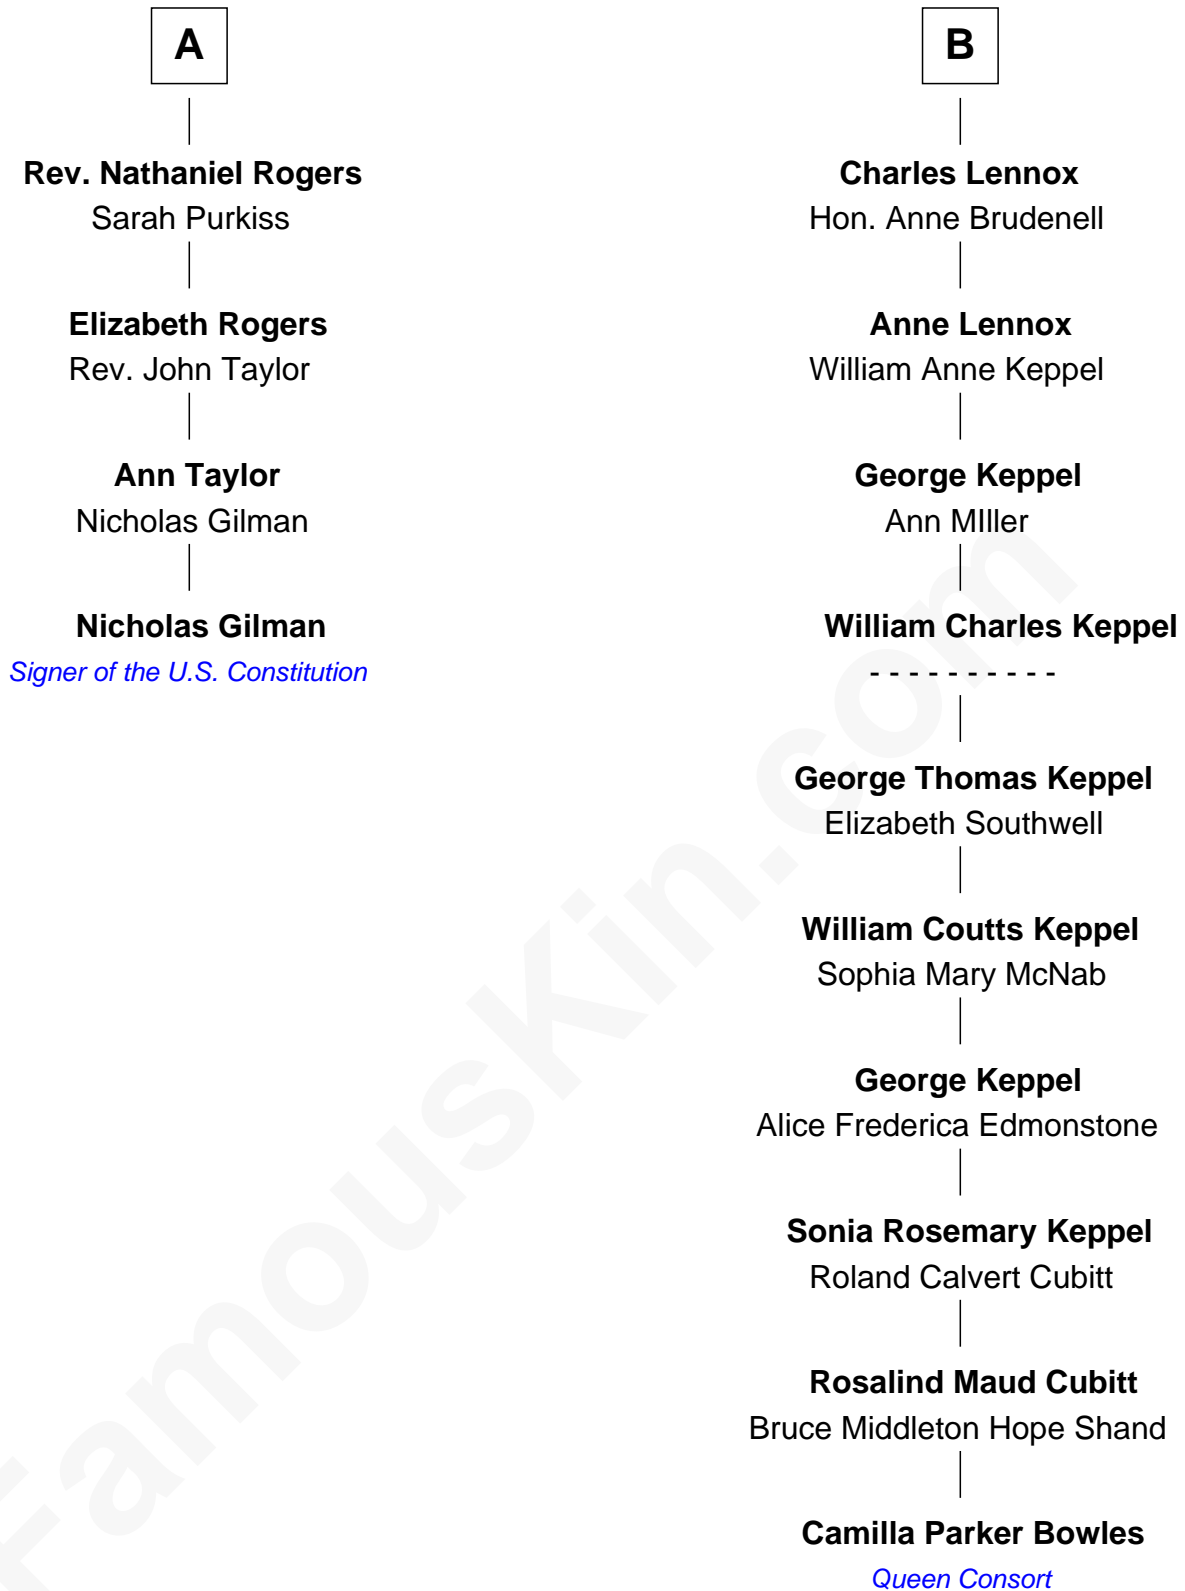 A
Rev. Nathaniel Rogers
Sarah Purkiss
Elizabeth Rogers
Rev. John Taylor
Ann Taylor
Nicholas Gilman
Nicholas Gilman
Signer of the U.S. Constitution
B
Charles Lennox
Hon. Anne Brudenell
Anne Lennox
William Anne Keppel
George Keppel
Ann MIller
William Charles Keppel
- - - - - - - - - -
George Thomas Keppel
Elizabeth Southwell
William Coutts Keppel
Sophia Mary McNab
George Keppel
Alice Frederica Edmonstone
Sonia Rosemary Keppel
Roland Calvert Cubitt
Rosalind Maud Cubitt
Bruce Middleton Hope Shand
Camilla Parker Bowles
Queen Consort
FamousKin.com